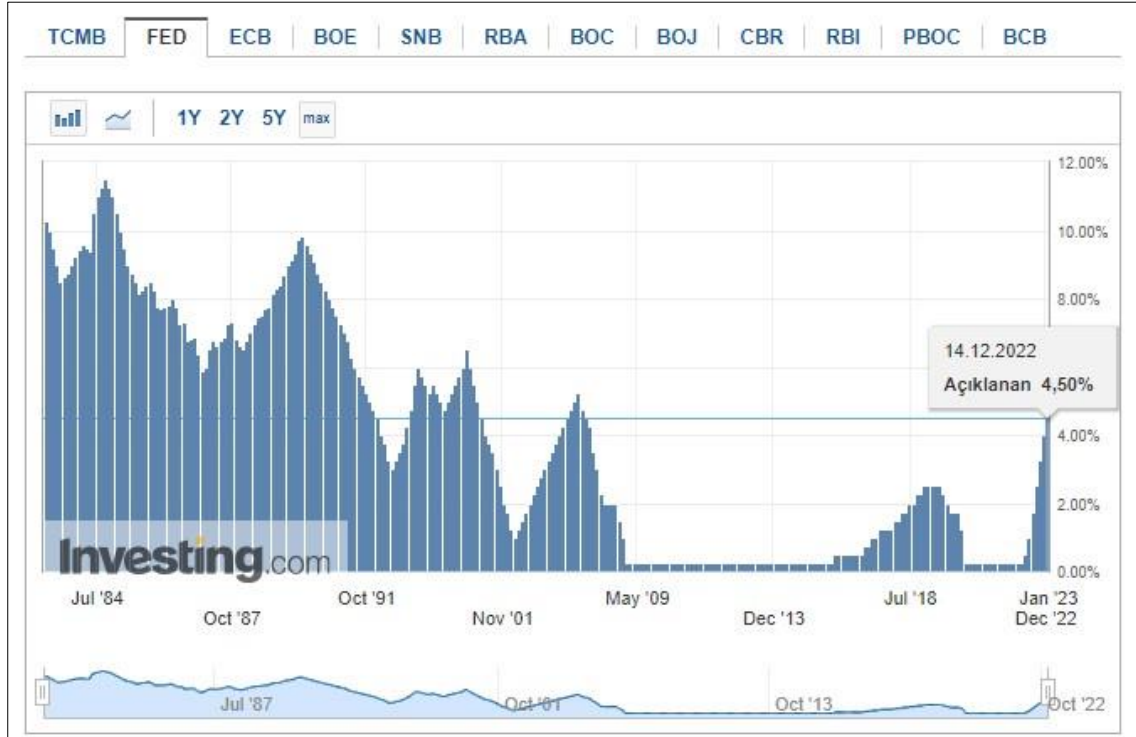 TCMB FED ECB BOE SNB RBA BOC BOJ CBR RBI PBOC BCB
1Y 2Y 5Y max
12.00%
10.00%
8.00%
14.12.2022
Açıklanan 4,50%
4.00%
2.00%
0.00%
Investing.com
Jul '84 Oct '91 May '09 Jul '18 Jan '23
Oct '87 Nov '01 Dec '13 Dec '22
Jul '87 Oct '01 Oct '13 Oct '22